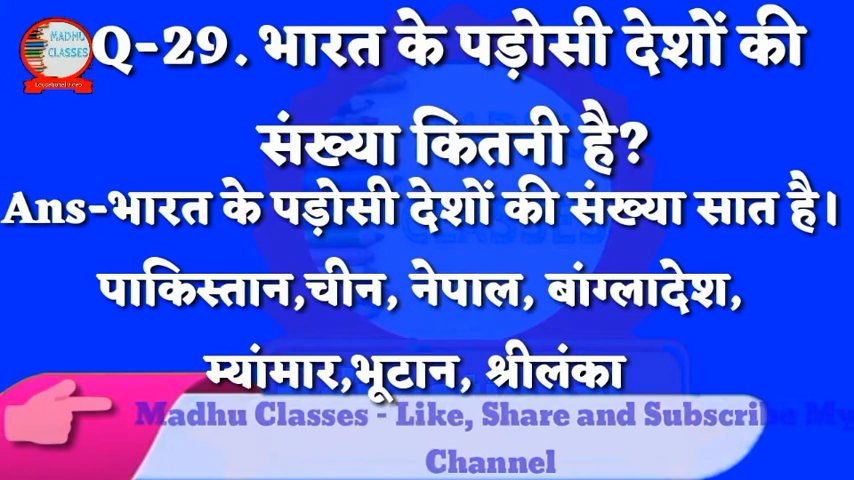 MADHU
CLASSES
Q-29. भारत के पड़ोसी देशों की
संख्या कितनी है?
Ans-भारत के पड़ोसी देशों की संख्या सात है।
पाकिस्तान,चीन, नेपाल, बांग्लादेश,
म्यांमार,भूटान, श्रीलंका
Madhu Classes - Like, Share and Subscribe My
Channel